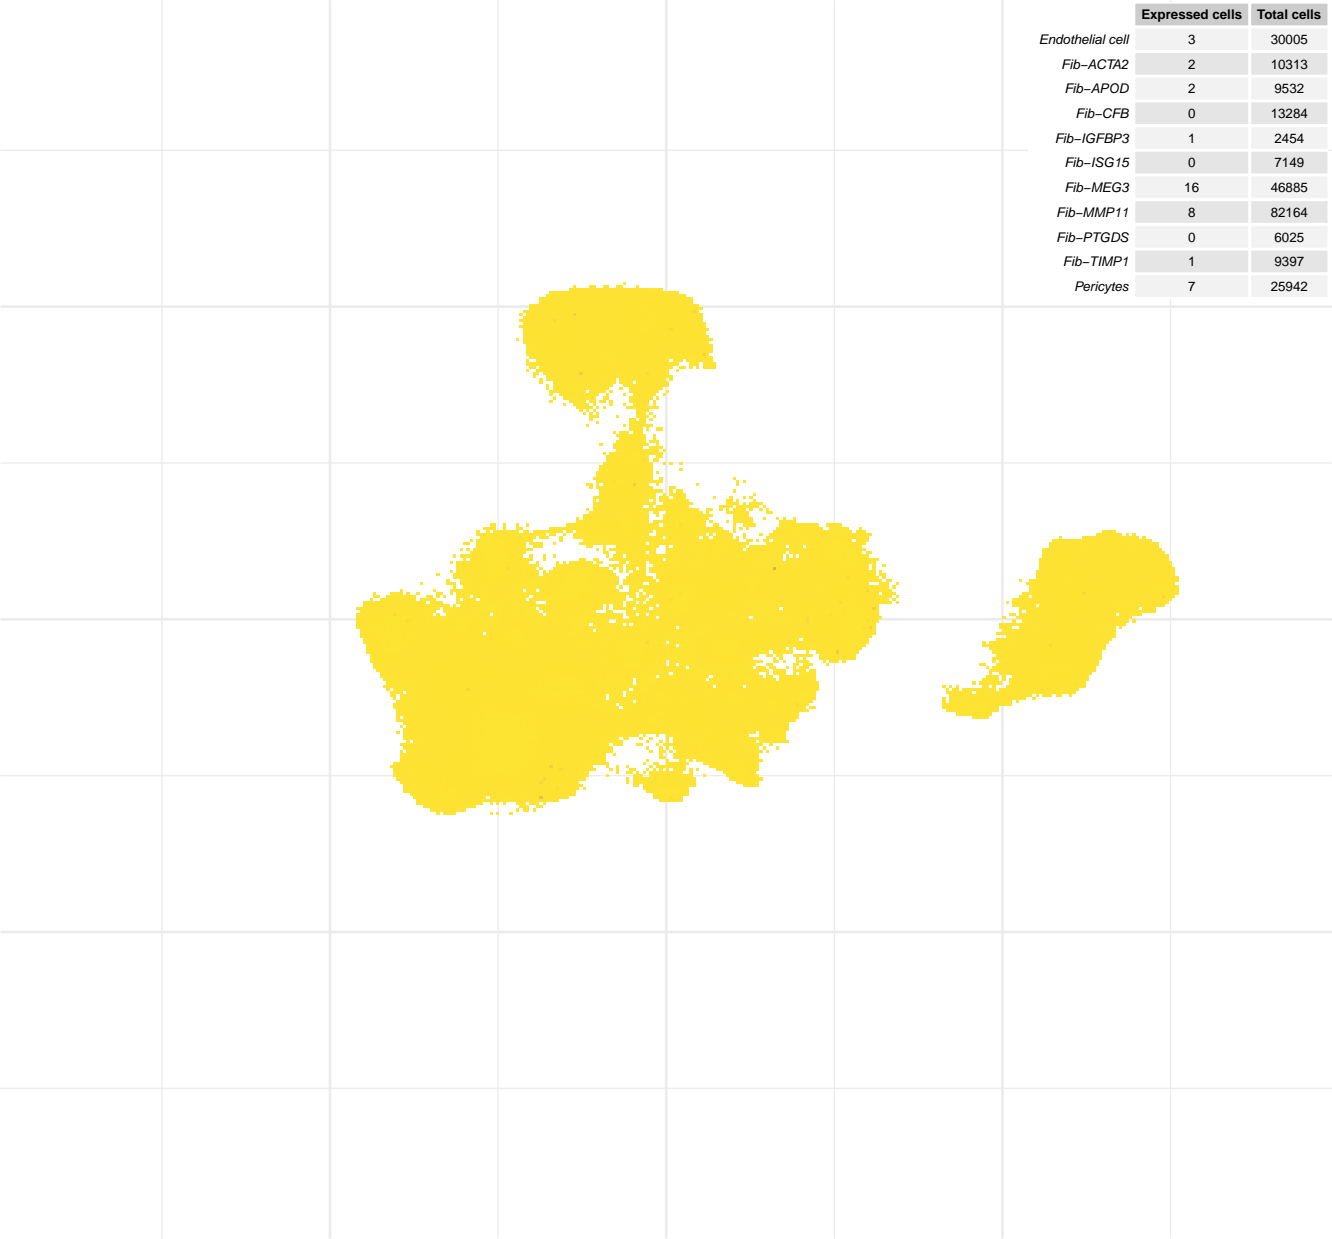 Expressed cells Total cells
Endothelial cell 3 30005
Fib−ACTA2 2 10313
Fib−APOD 2 9532
Fib−CFB 0 13284
Fib−IGFBP3 1 2454
Fib−ISG15 0 7149
Fib−MEG3 16 46885
Fib−MMP11 8 82164
Fib−PTGDS 0 6025
Fib−TIMP1 1 9397
Pericytes 7 25942